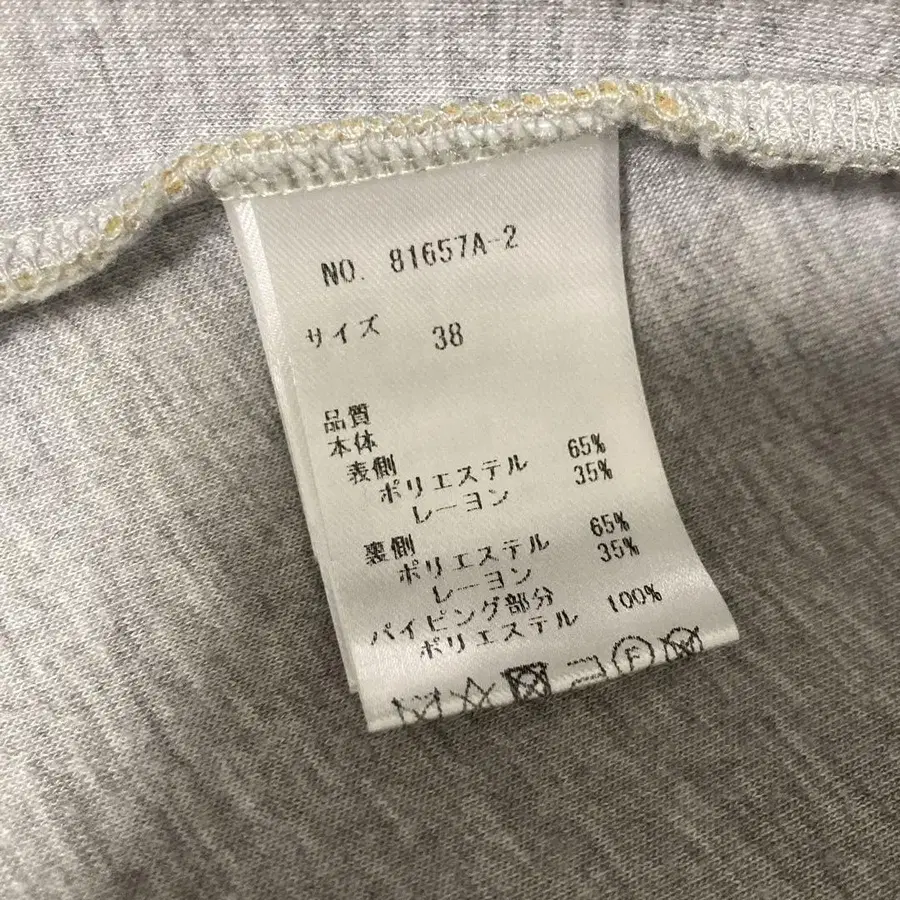 NO. 81657A-2
サイズ 38
品質
本体
表側
ポリエステル 65%
レーヨン 35%
裏側
ポリエステル 65%
レーヨン 35%
パイピング部分
ポリエステル 100%